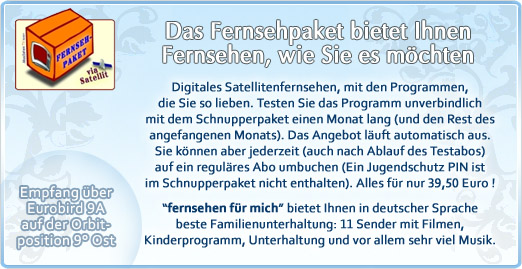 Das Fernsehpaket bietet Ihnen
Fernsehen, wie Sie es möchten
FERNSEH-
PAKET
via
Satellit
Digitales Satellitenfernsehen, mit den Programmen,
die Sie so lieben. Testen Sie das Programm unverbindlich
mit dem Schnupperpaket einen Monat lang (und den Rest des
angefangenen Monats). Das Angebot läuft automatisch aus.
Sie können aber jederzeit (auch nach Ablauf des Testabos)
auf ein reguläres Abo umbuchen (Ein Jugendschutz PIN ist
im Schnupperpaket nicht enthalten). Alles für nur 39,50 Euro !
Empfang über
Eurobird 9A
auf der Orbit-
position 9° Ost
“fernsehen für mich” bietet Ihnen in deutscher Sprache
beste Familienunterhaltung: 11 Sender mit Filmen,
Kinderprogramm, Unterhaltung und vor allem sehr viel Musik.